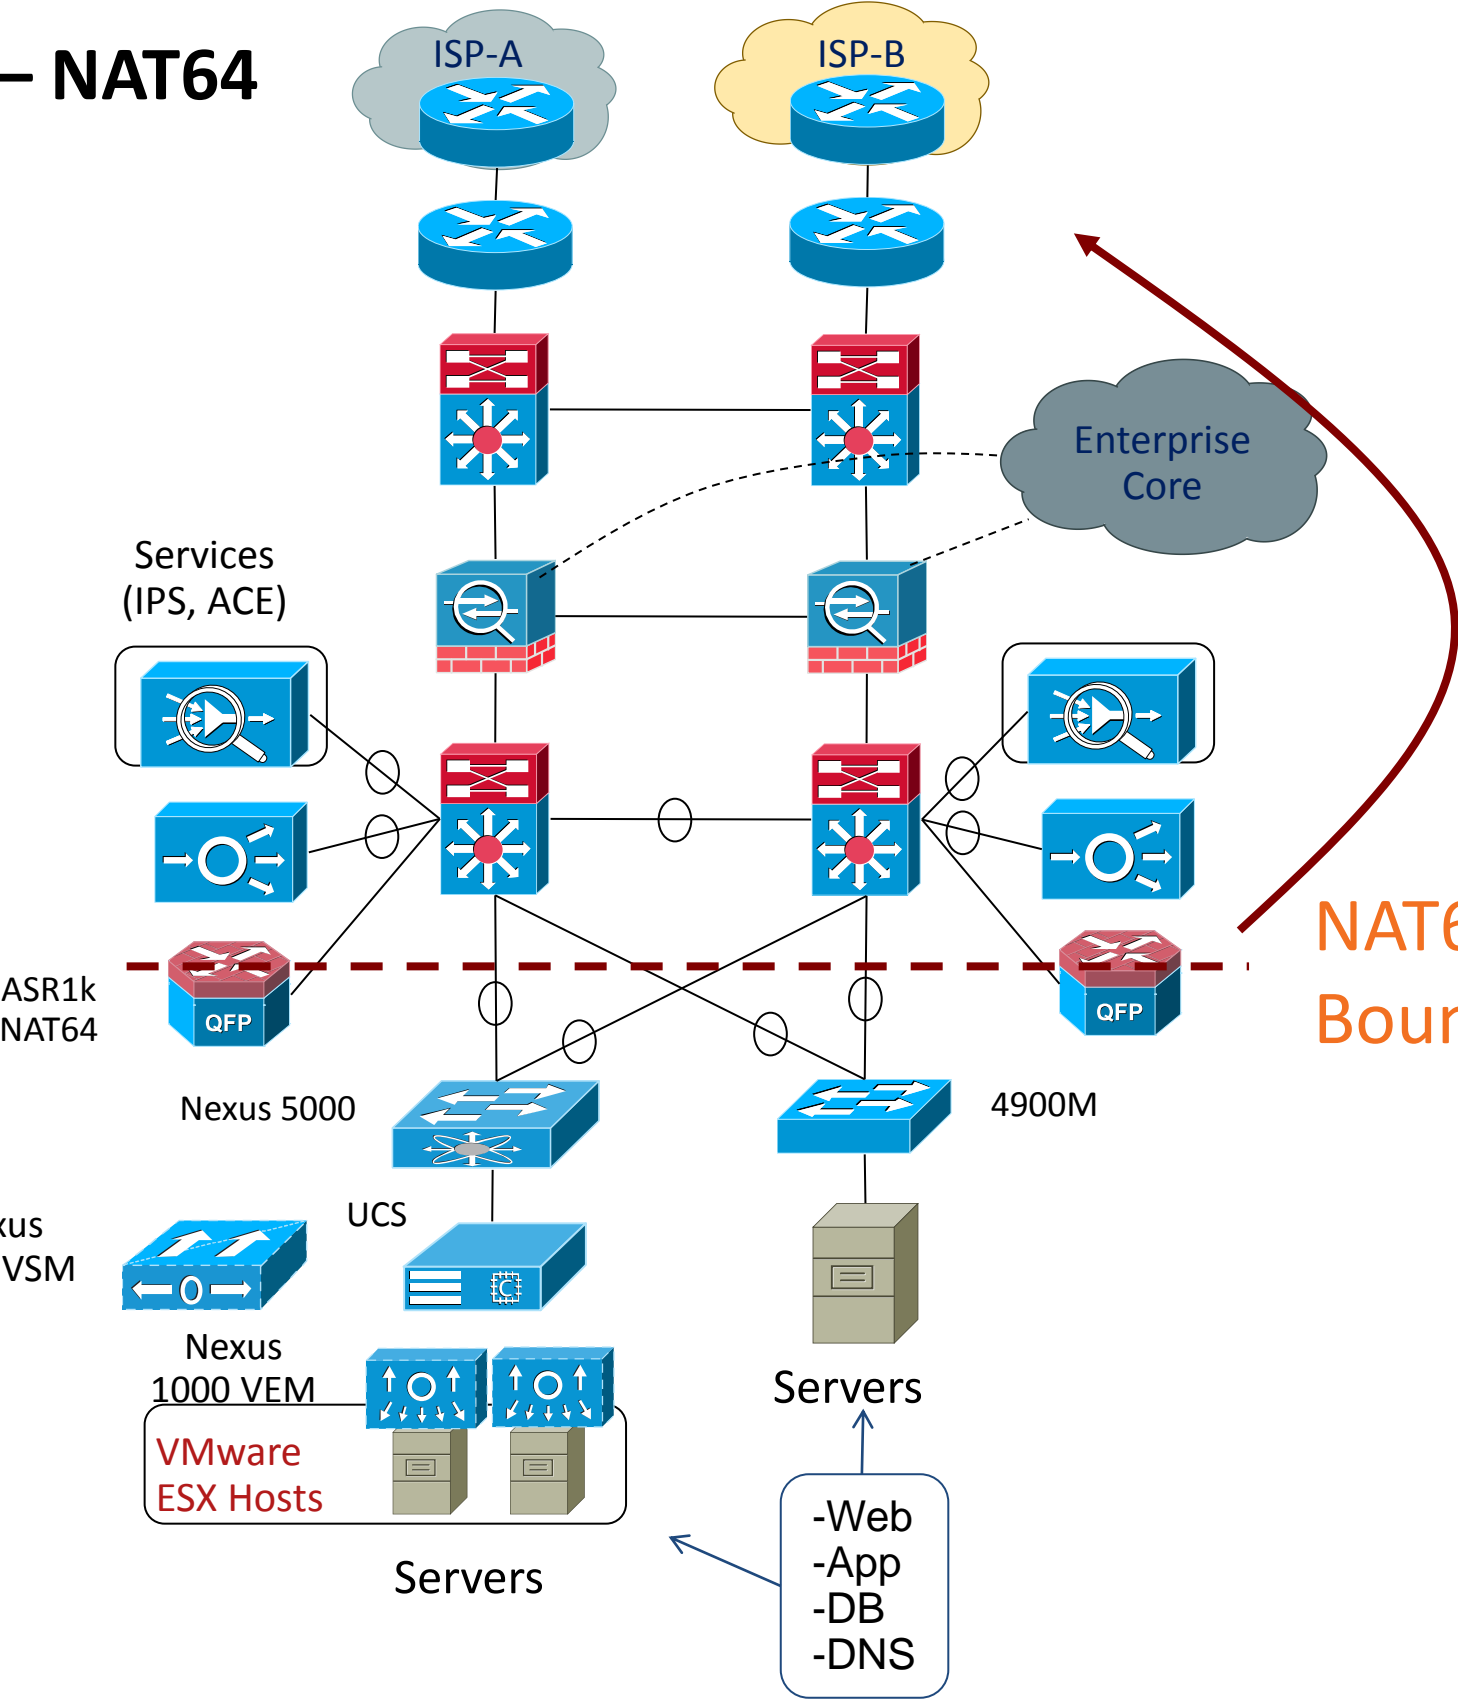 – NAT64
ISP-A
ISP-B
Enterprise
Core
Services
(IPS, ACE)
ASR1k
NAT64
QFP
QFP
Nexus 5000
4900M
UCS
VSM
C
Nexus
1000 VEM
Servers
VMware
ESX Hosts
-Web
-App
-DB
-DNS
Servers